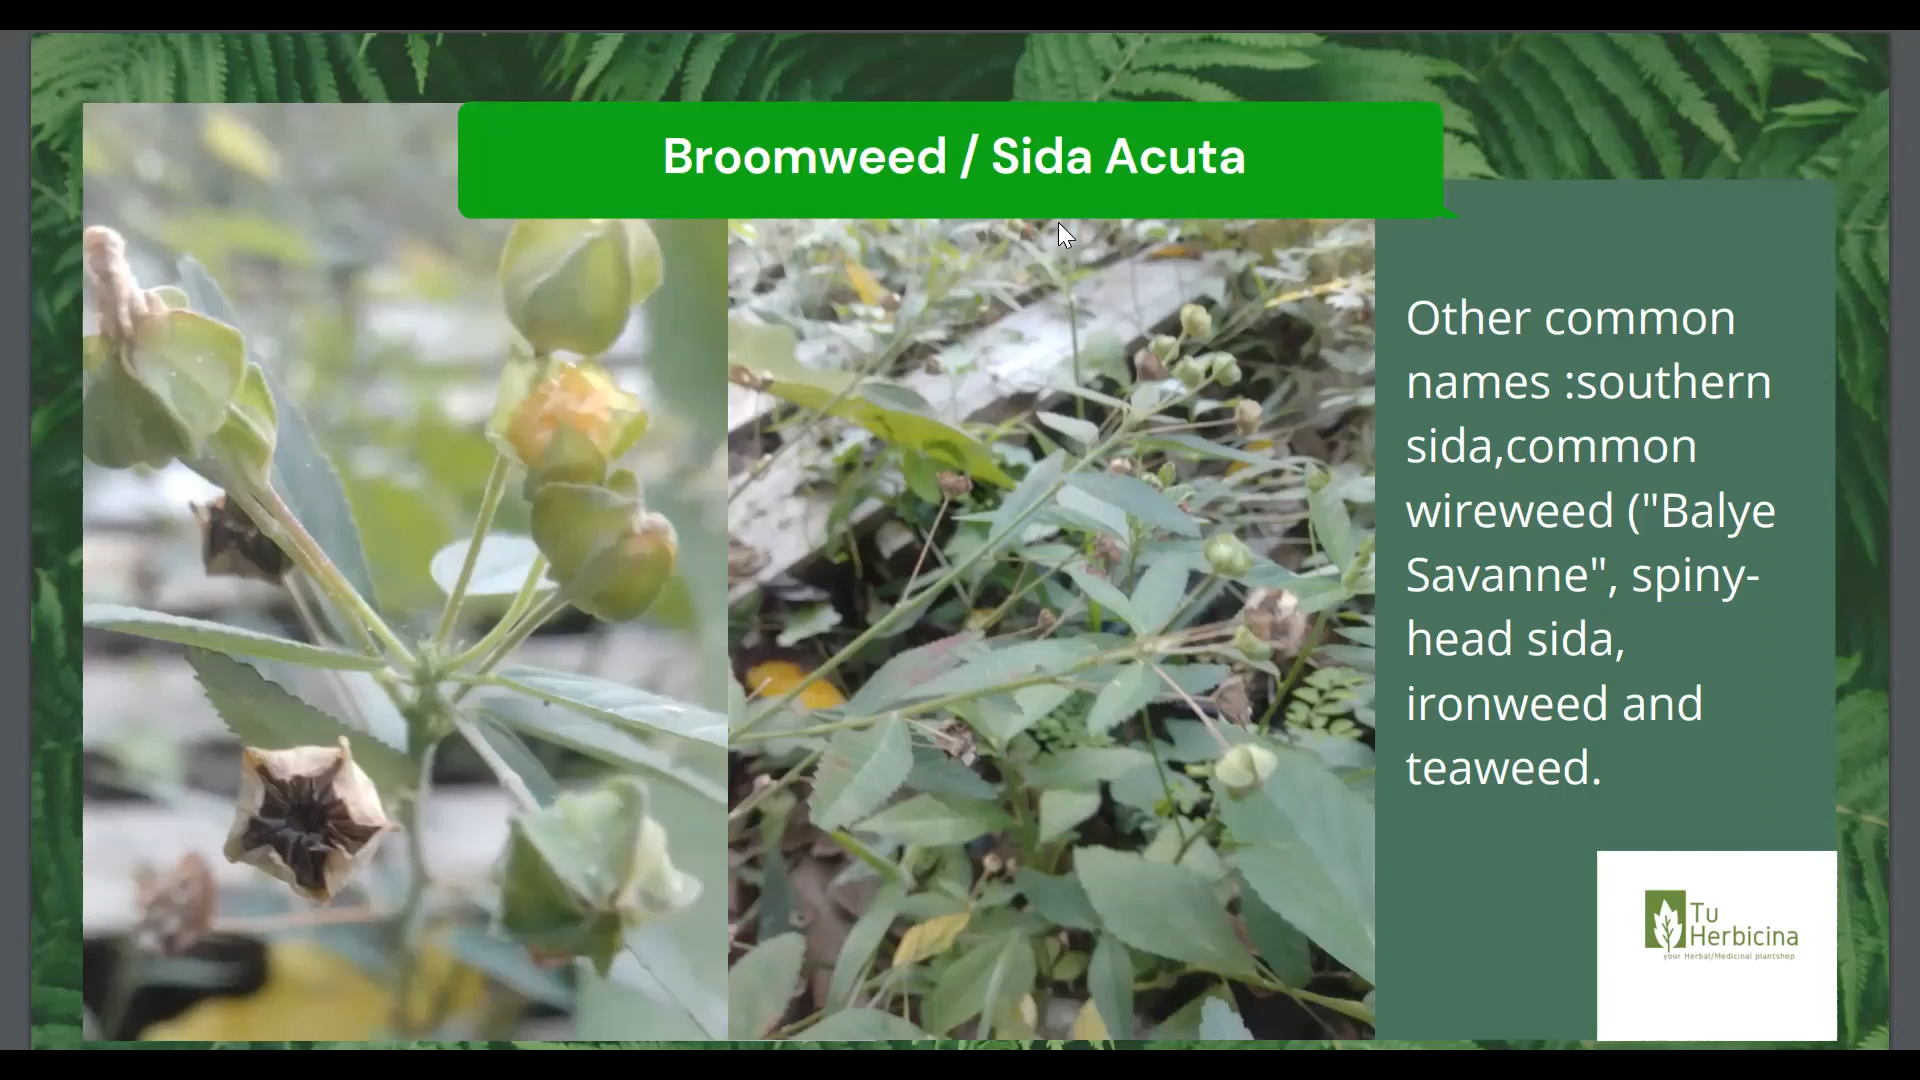 Broomweed / Sida Acuta
Other common
names :southern
sida,common
wireweed ("Balye
Savanne", spiny-
head sida,
ironweed and
teaweed.
Tu
Herbicina
your Herbal/Medicinal plantshop